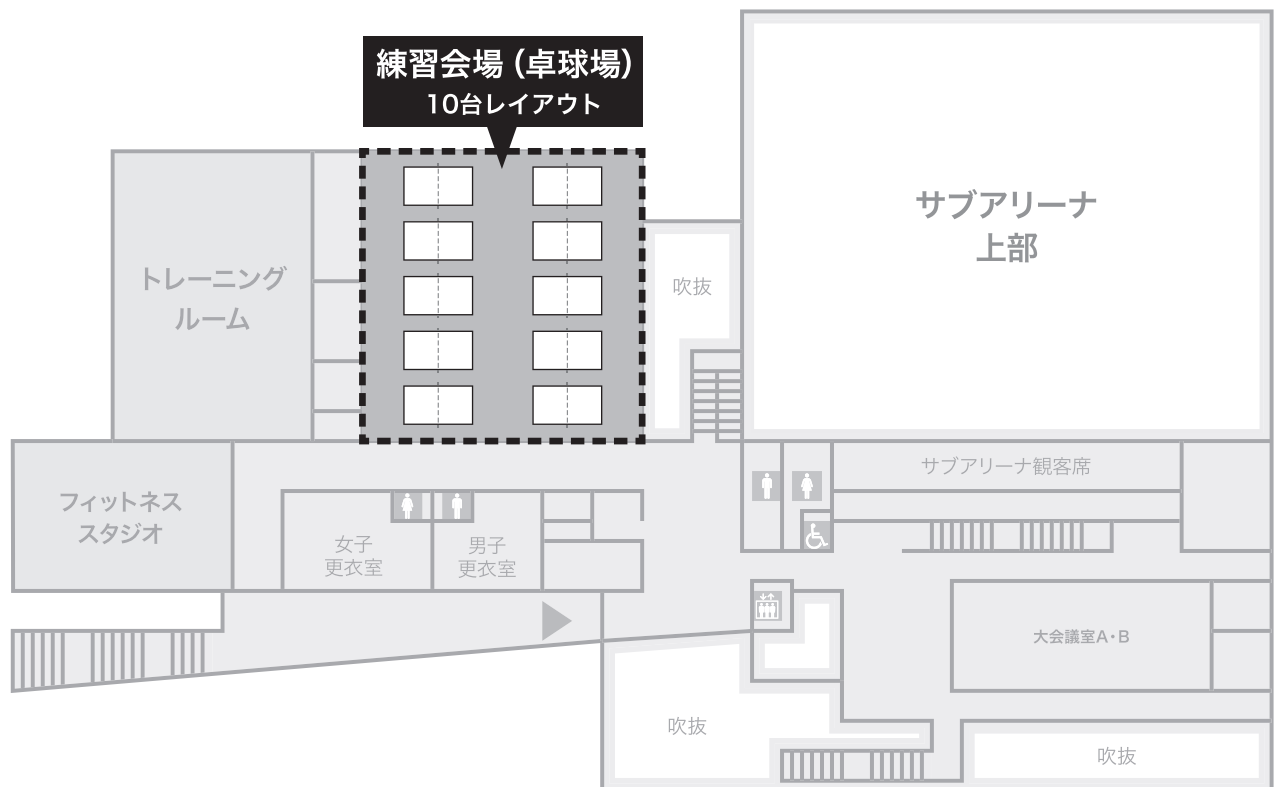 練習会場（卓球場）
10台レイアウト
サブアリーナ
上部
トレーニング
ルーム
吹抜
サブアリーナ観客席
フィットネス
スタジオ
女子
更衣室
男子
更衣室
大会議室A・B
吹抜
吹抜